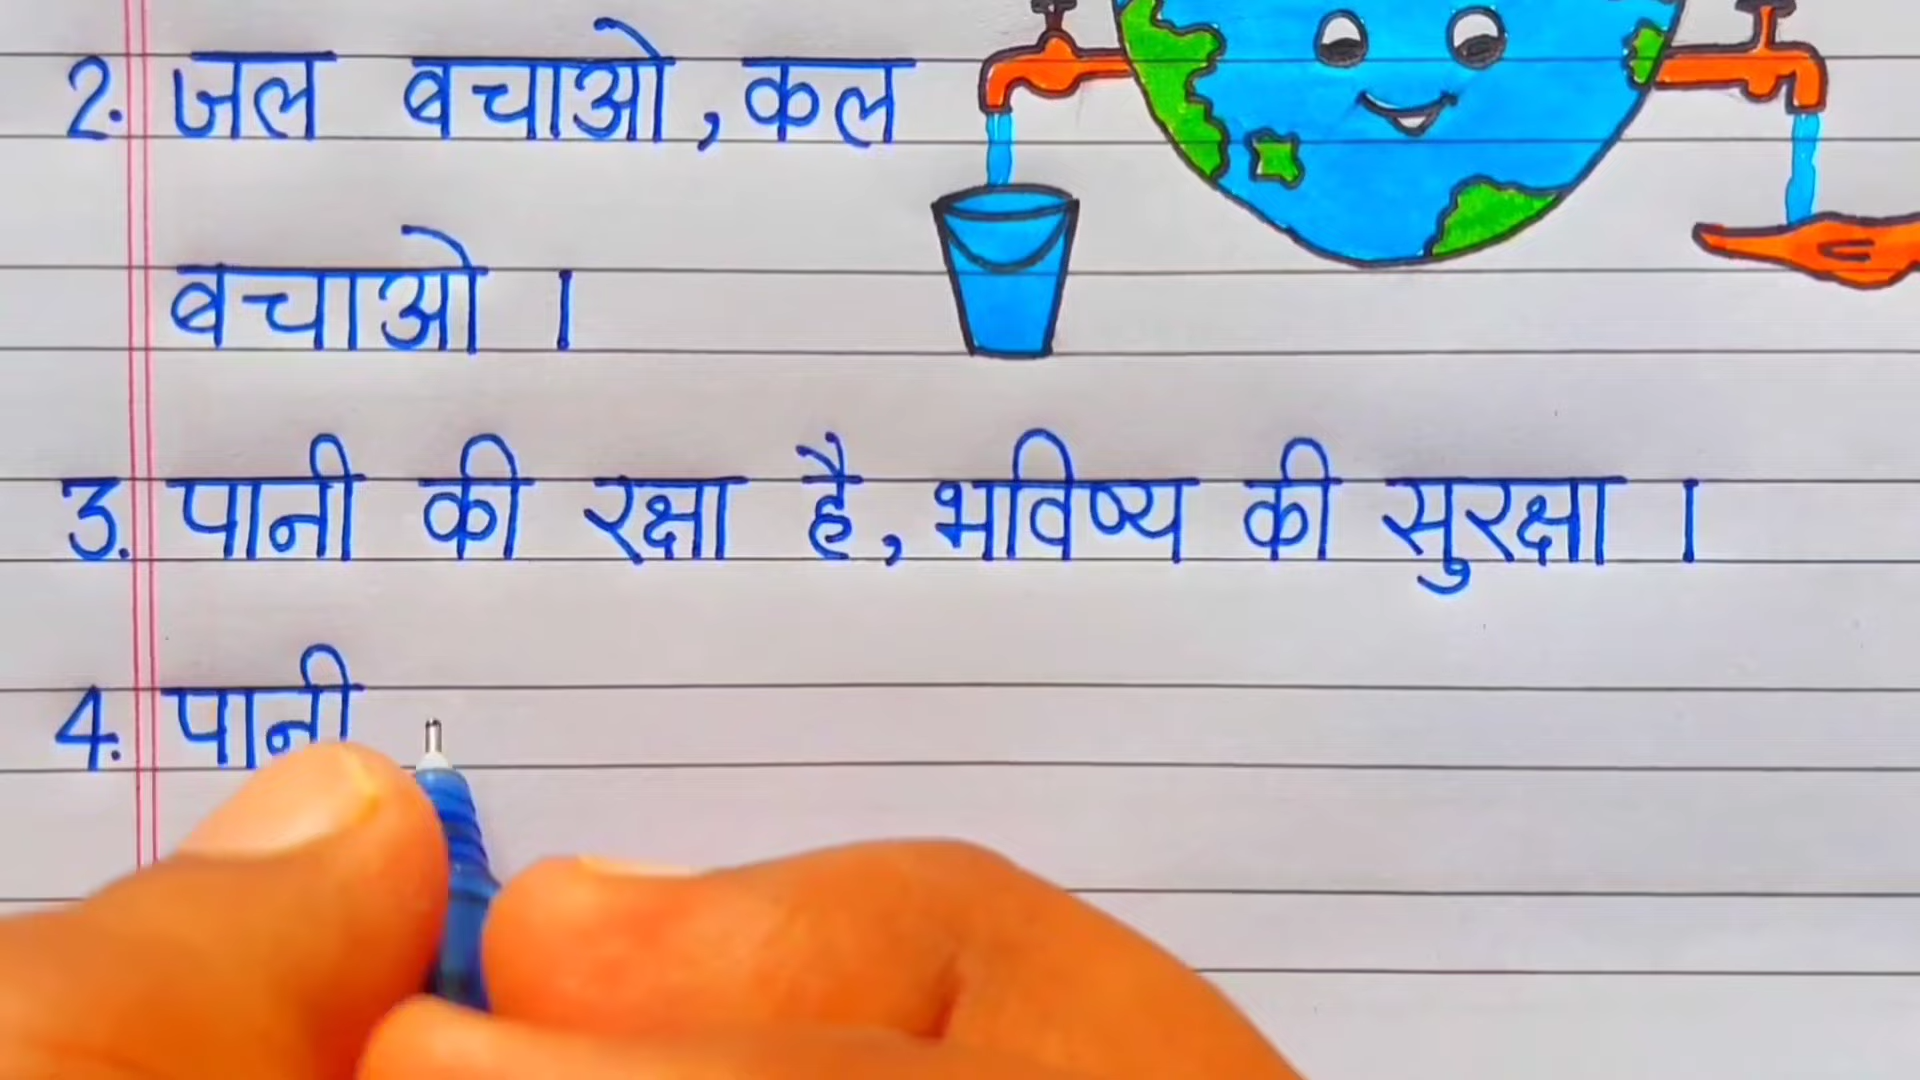 2. जल बचाओ, कल
बचाओ ।
3. पानी की रक्षा है, भविष्य की सुरक्षा ।
4. पानी